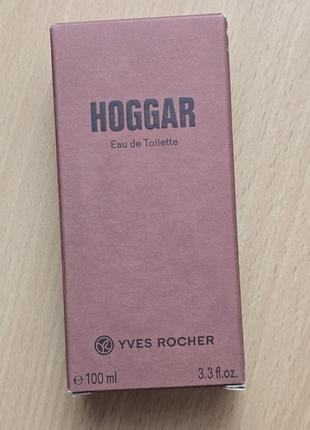 HOGGAR
Eau de Toilette
YVES ROCHER
℮ 100 ml 3.3 fl.oz.